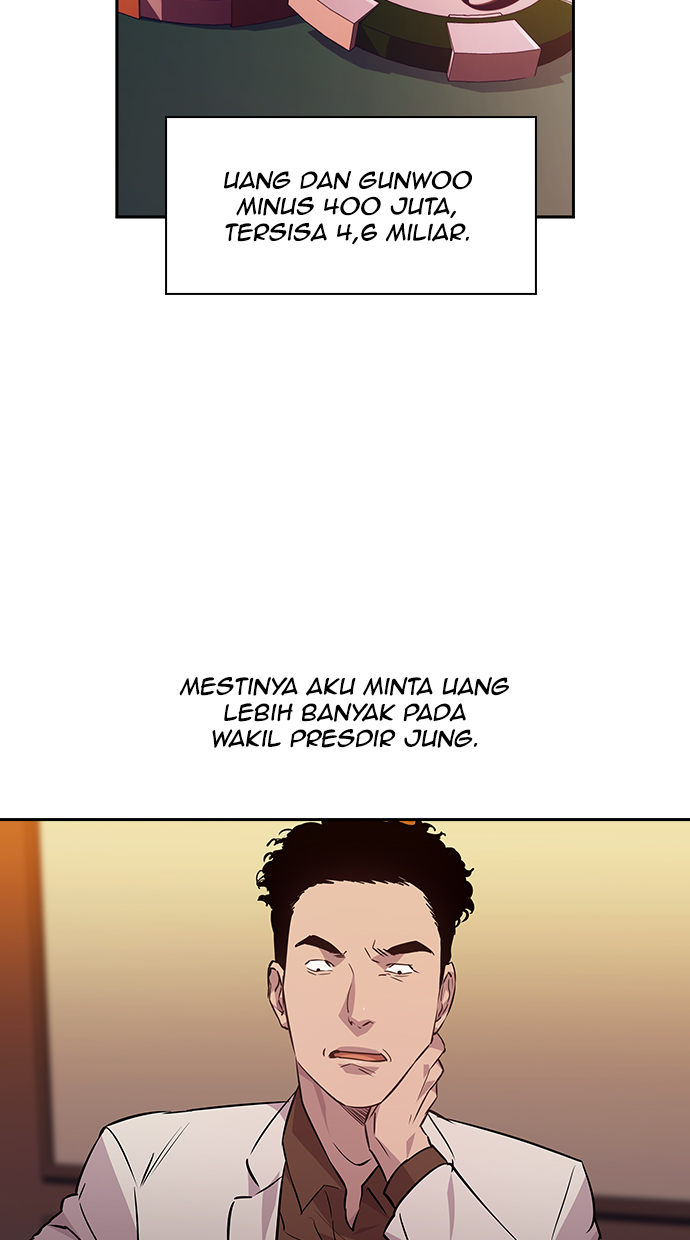 UANG DAN GUNWOO
MINUS 400 JUTA,
TERSISA 4,6 MILIAR.
MESTINYA AKU MINTA UANG
LEBIH BANYAK PADA
WAKIL PRESDIR JUNG.